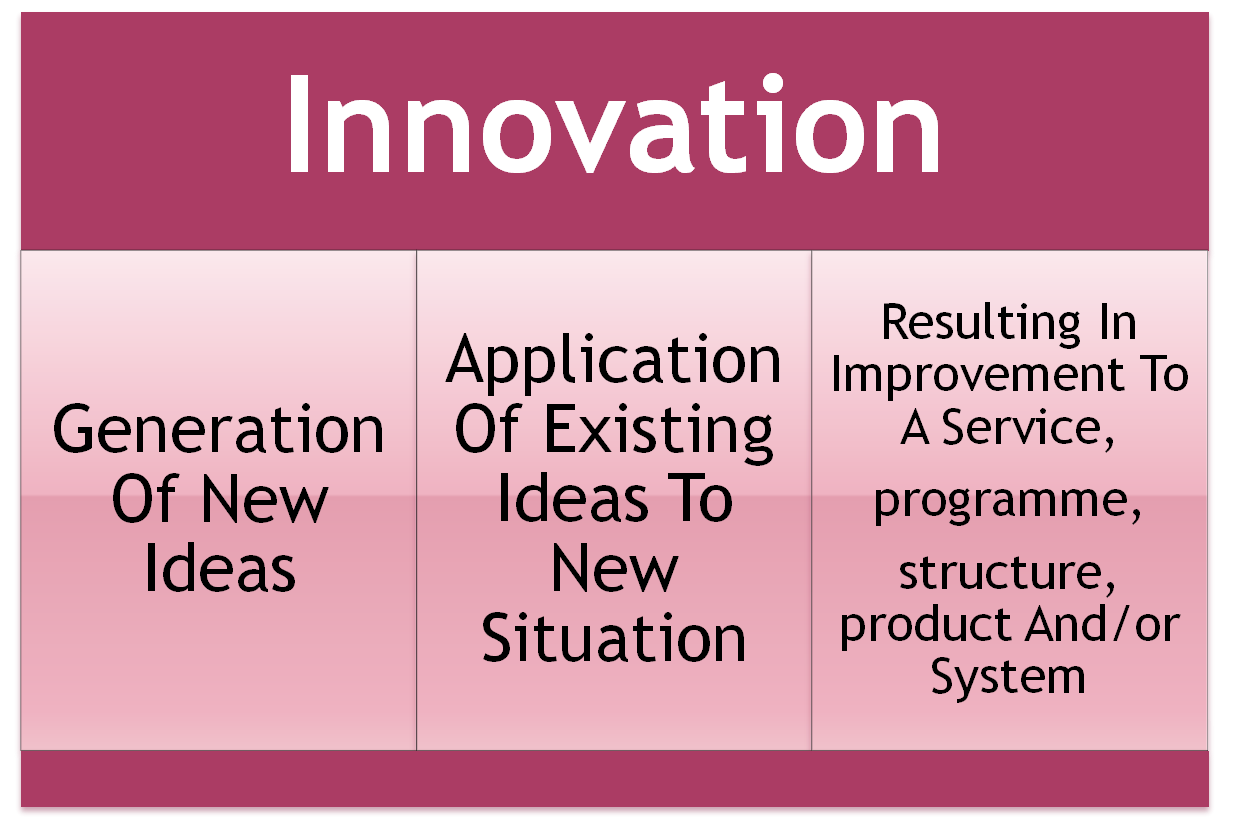 Innovation
Generation
Of New
Ideas
Application
Of Existing
Ideas To
New
Situation
Resulting In
Improvement To
A Service,
programme,
structure,
product And/or
System